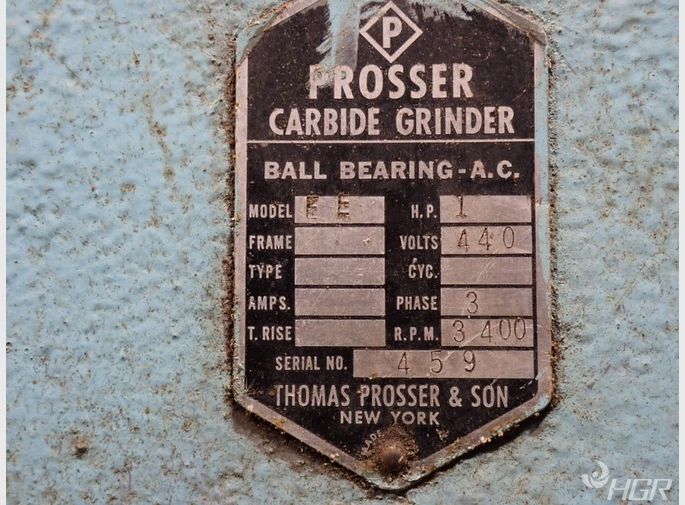 P
PROSSER
CARBIDE GRINDER
BALL BEARING - A.C.
MODEL EE H.P. 1
FRAME VOLTS 440
TYPE CYC.
AMPS. PHASE 3
T. RISE R.P.M. 3400
SERIAL NO. 459
THOMAS PROSSER & SON
NEW YORK
HGR